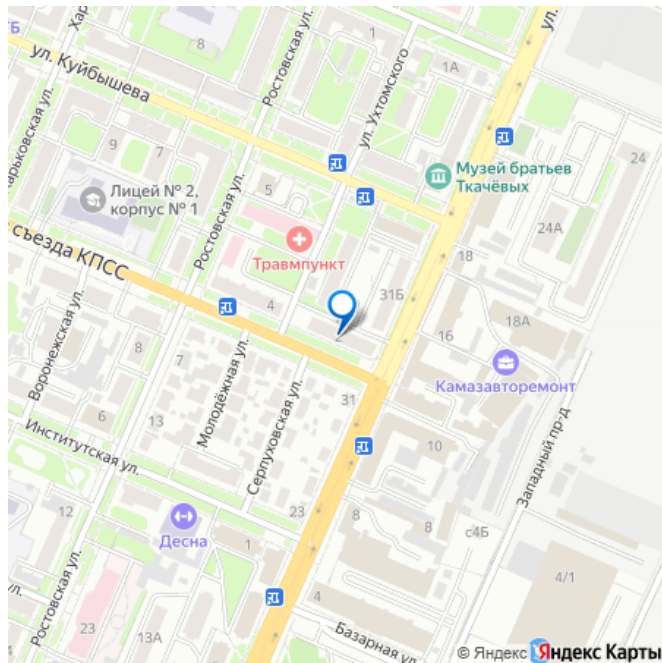 ТБ
8
1
1А
ул.
ул. Куйбышева
Ростовская ул.
ул. Ухтомского
9
7
24
Музей братьев
Ткачёвых
Лицей № 2,
корпус № 1
5
24А
съезда КПСС
Травмпункт
18
31Б
4
18А
16
2
Воронежская ул.
8
7
Молодёжная ул.
Камазавторемонт
6
13
31
Серпуховская ул.
Институтская ул.
10
Западный пр-д
12
23
Десна
8
8
с4Б
1
4/1
Ростовская ул.
23
13А
4
Базарная ул.
© Яндекс
Яндекс Карты